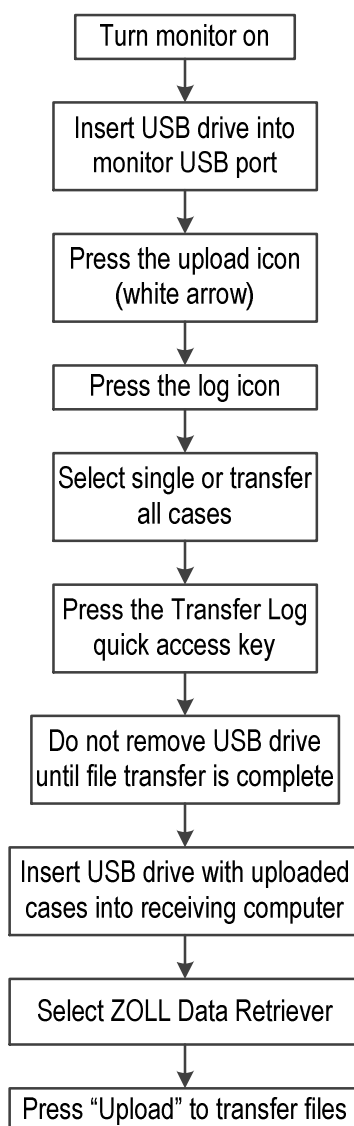 Turn monitor on
Insert USB drive into
monitor USB port
Press the upload icon
(white arrow)
Press the log icon
Select single or transfer
all cases
Press the Transfer Log
quick access key
Do not remove USB drive
until file transfer is complete
Insert USB drive with uploaded
cases into receiving computer
Select ZOLL Data Retriever
Press “Upload” to transfer files